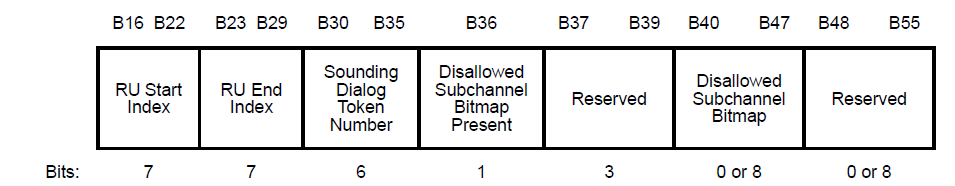 B16 B22 B23 B29 B30 B35 B36 B37 B39 B40 B47 B48 B55
RU Start
Index
RU End
Index
Sounding
Dialog
Token
Number
Disallowed
Subchannel
Bitmap
Present
Reserved
Disallowed
Subchannel
Bitmap
Reserved
Bits: 7 7 6 1 3 0 or 8 0 or 8